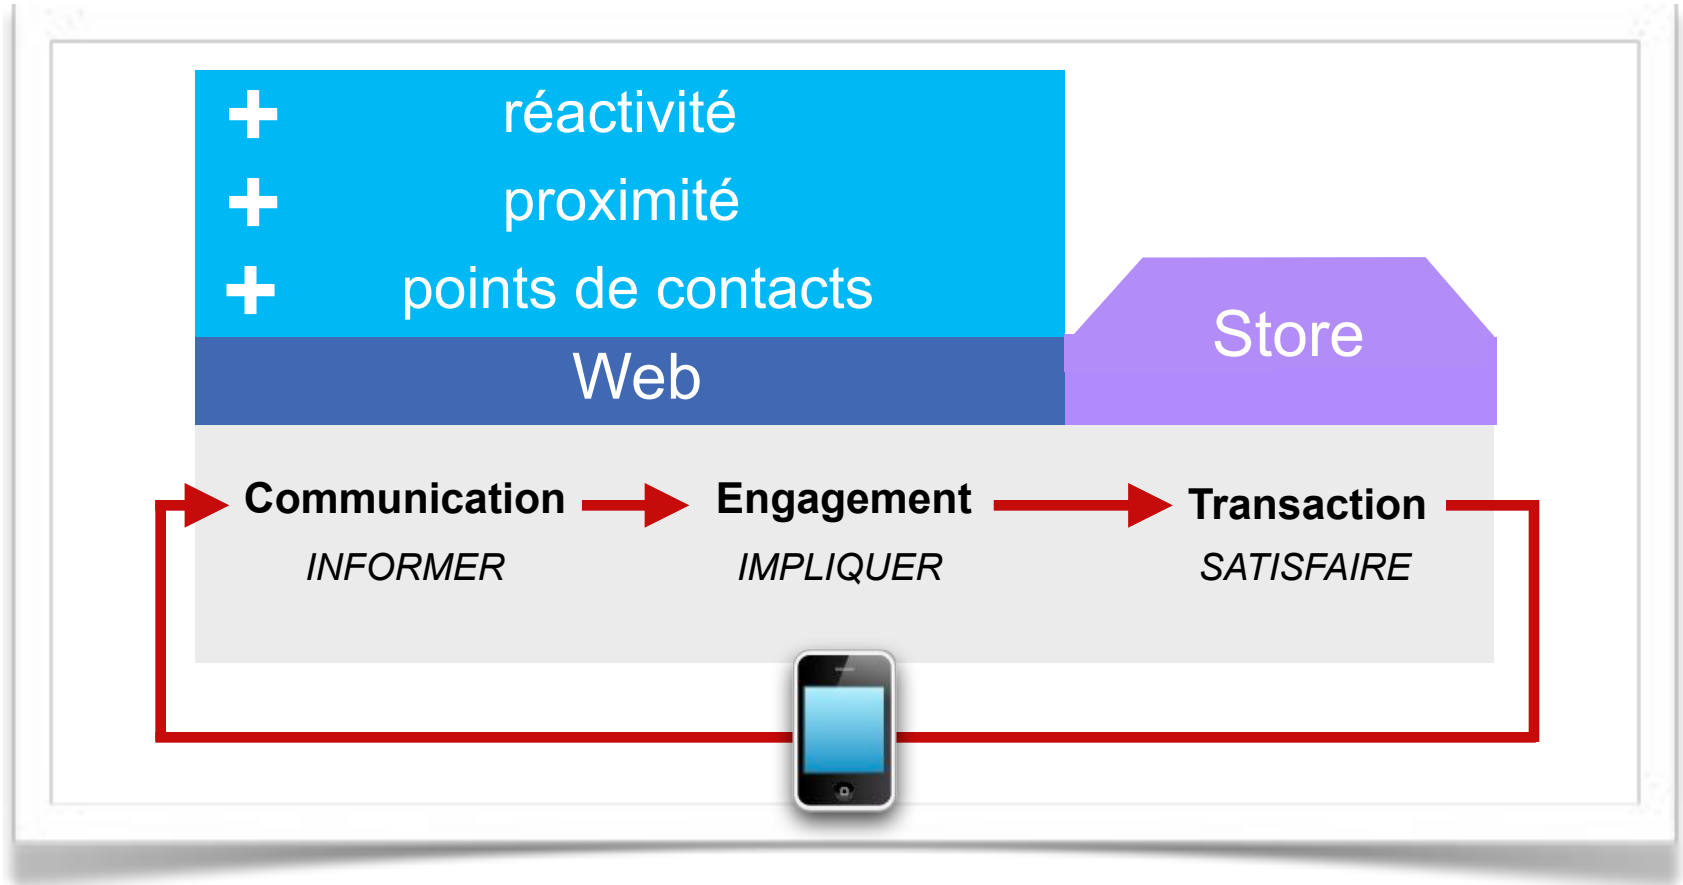 + réactivité
+ proximité
+ points de contacts
Web
Store
Communication
Engagement
Transaction
INFORMER
IMPLIQUER
SATISFAIRE